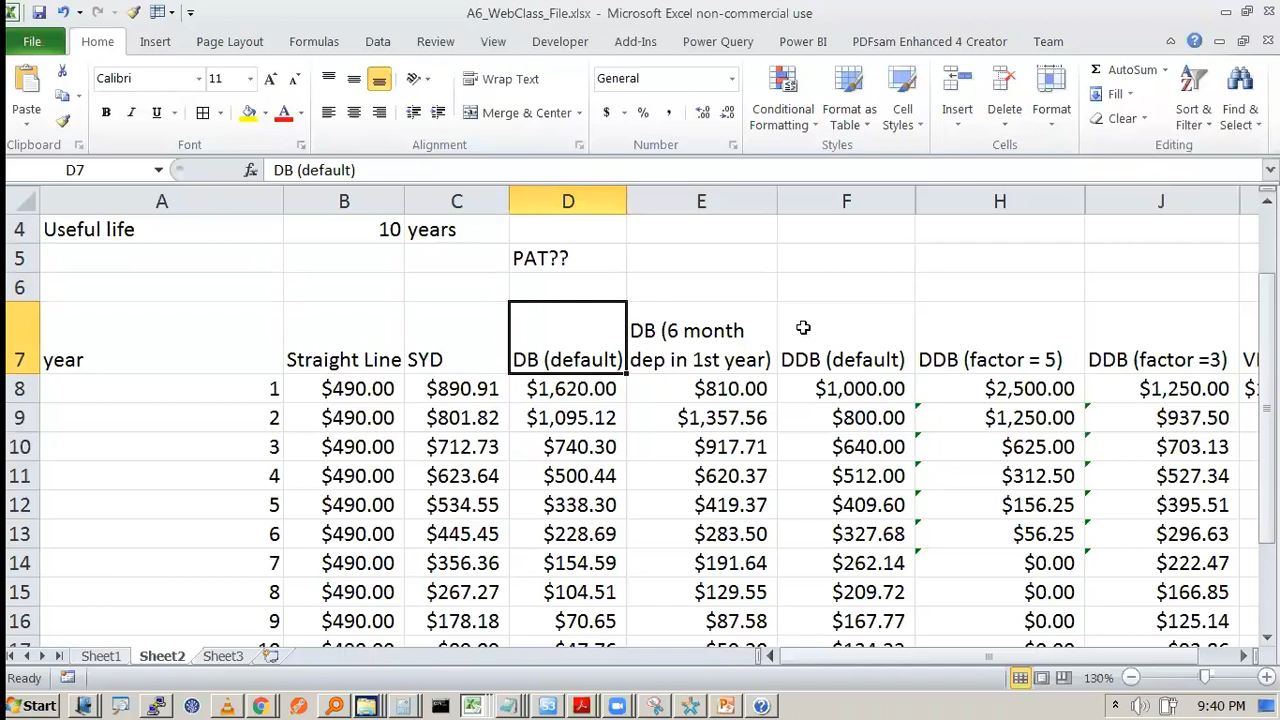 A6_WebClass_File.xlsx - Microsoft Excel non-commercial use
File Home Insert Page Layout Formulas Data Review View Developer Add-Ins Power Query Power BI PDFsam Enhanced 4 Creator Team
Paste
Calibri 11
B I U A
Wrap Text
Merge & Center
General
$ % ,
Conditional Formatting
Format as Table
Cell Styles
Insert
Delete
Format
Σ AutoSum
Fill
Clear
Sort & Filter
Find & Select
Clipboard Font Alignment Number Styles Cells Editing
D7 fx DB (default)
A B C D E F H J
4 Useful life 10 years
5 PAT??
6
7 year Straight Line SYD DB (default) DB (6 month dep in 1st year) DDB (default) DDB (factor = 5) DDB (factor =3)
8 1 $490.00 $890.91 $1,620.00 $810.00 $1,000.00 $2,500.00 $1,250.00
9 2 $490.00 $801.82 $1,095.12 $1,357.56 $800.00 $1,250.00 $937.50
10 3 $490.00 $712.73 $740.30 $917.71 $640.00 $625.00 $703.13
11 4 $490.00 $623.64 $500.44 $620.37 $512.00 $312.50 $527.34
12 5 $490.00 $534.55 $338.30 $419.37 $409.60 $156.25 $395.51
13 6 $490.00 $445.45 $228.69 $283.50 $327.68 $56.25 $296.63
14 7 $490.00 $356.36 $154.59 $191.64 $262.14 $0.00 $222.47
15 8 $490.00 $267.27 $104.51 $129.55 $209.72 $0.00 $166.85
16 9 $490.00 $178.18 $70.65 $87.58 $167.77 $0.00 $125.14
Sheet1 Sheet2 Sheet3
Ready 130%
Start 9:40 PM